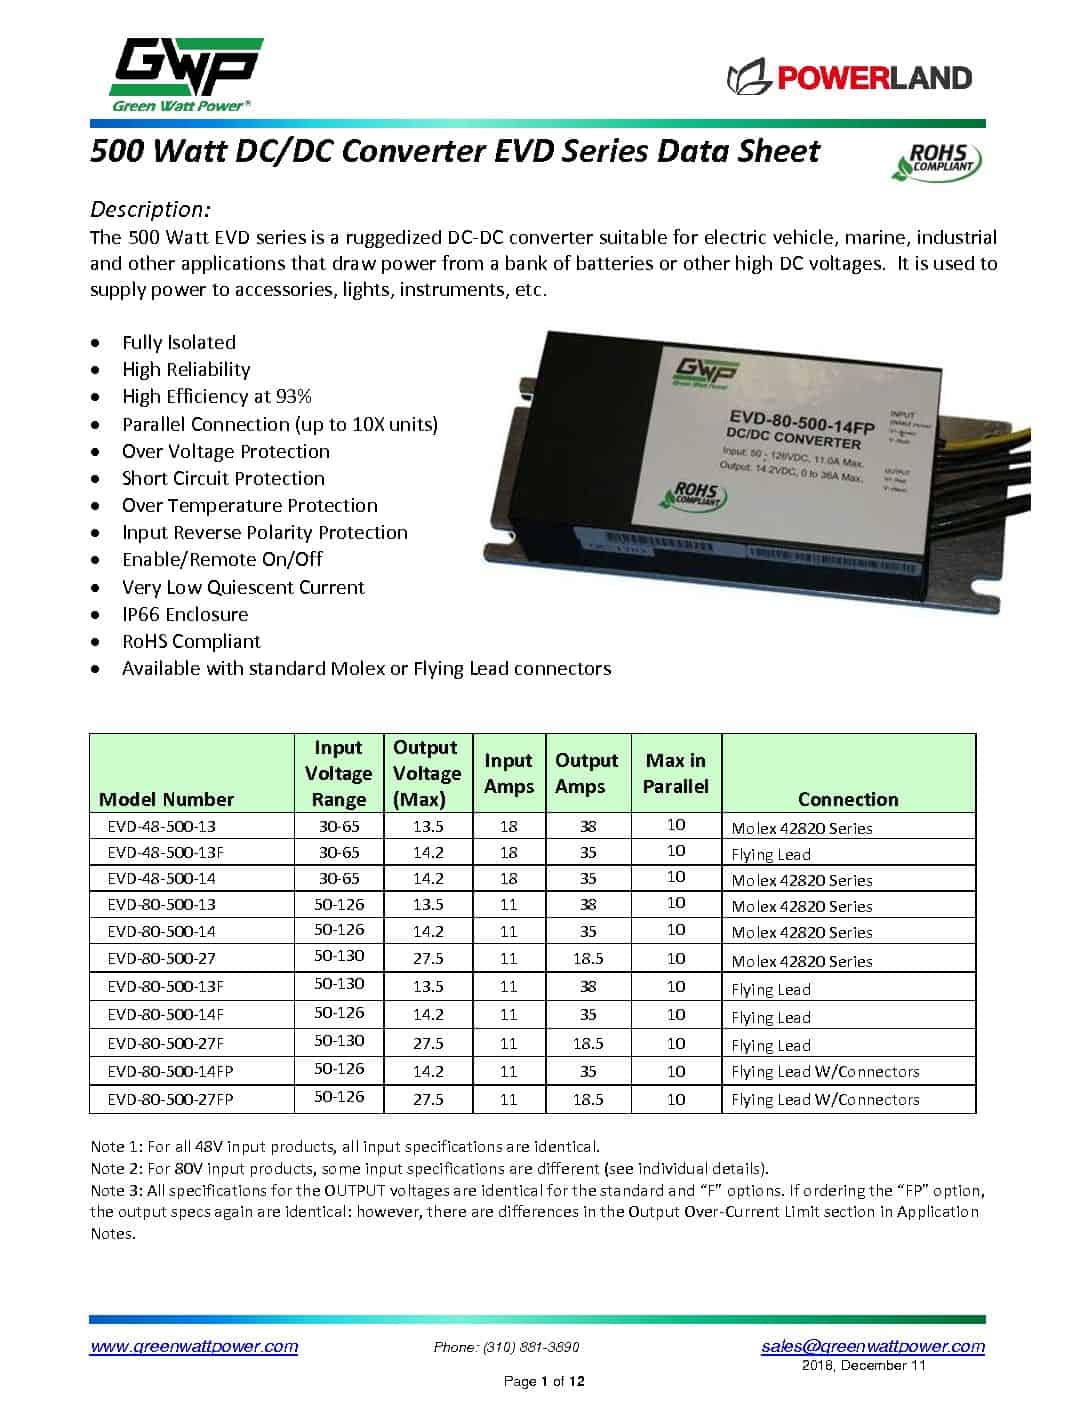 GWP
Green Watt Power®
POWERLAND
500 Watt DC/DC Converter EVD Series Data Sheet
ROHS
COMPLIANT
Description:
The 500 Watt EVD series is a ruggedized DC-DC converter suitable for electric vehicle, marine, industrial
and other applications that draw power from a bank of batteries or other high DC voltages. It is used to
supply power to accessories, lights, instruments, etc.
• Fully Isolated
• High Reliability
• High Efficiency at 93%
• Parallel Connection (up to 10X units)
• Over Voltage Protection
• Short Circuit Protection
• Over Temperature Protection
• Input Reverse Polarity Protection
• Enable/Remote On/Off
• Very Low Quiescent Current
• IP66 Enclosure
• RoHS Compliant
• Available with standard Molex or Flying Lead connectors
GWP
Green Watt Power
EVD-80-500-14FP
DC/DC CONVERTER
Input: 50 - 126VDC, 11.0A Max.
Output: 14.2VDC, 0 to 36A Max.
INPUT
OUTPUT
ROHS
COMPLIANT
Model Number Input Voltage Range Output Voltage (Max) Input Amps Output Amps Max in Parallel Connection
EVD-48-500-13 30-65 13.5 18 38 10 Molex 42820 Series
EVD-48-500-13F 30-65 14.2 18 35 10 Flying Lead
EVD-48-500-14 30-65 14.2 18 35 10 Molex 42820 Series
EVD-80-500-13 50-126 13.5 11 38 10 Molex 42820 Series
EVD-80-500-14 50-126 14.2 11 35 10 Molex 42820 Series
EVD-80-500-27 50-130 27.5 11 18.5 10 Molex 42820 Series
EVD-80-500-13F 50-130 13.5 11 38 10 Flying Lead
EVD-80-500-14F 50-126 14.2 11 35 10 Flying Lead
EVD-80-500-27F 50-130 27.5 11 18.5 10 Flying Lead
EVD-80-500-14FP 50-126 14.2 11 35 10 Flying Lead W/Connectors
EVD-80-500-27FP 50-126 27.5 11 18.5 10 Flying Lead W/Connectors
Note 1: For all 48V input products, all input specifications are identical.
Note 2: For 80V input products, some input specifications are different (see individual details).
Note 3: All specifications for the OUTPUT voltages are identical for the standard and “F” options. If ordering the “FP” option,
the output specs again are identical: however, there are differences in the Output Over-Current Limit section in Application
Notes.
www.greenwattpower.com Phone: (310) 881-3890 sales@greenwattpower.com
2018, December 11
Page 1 of 12